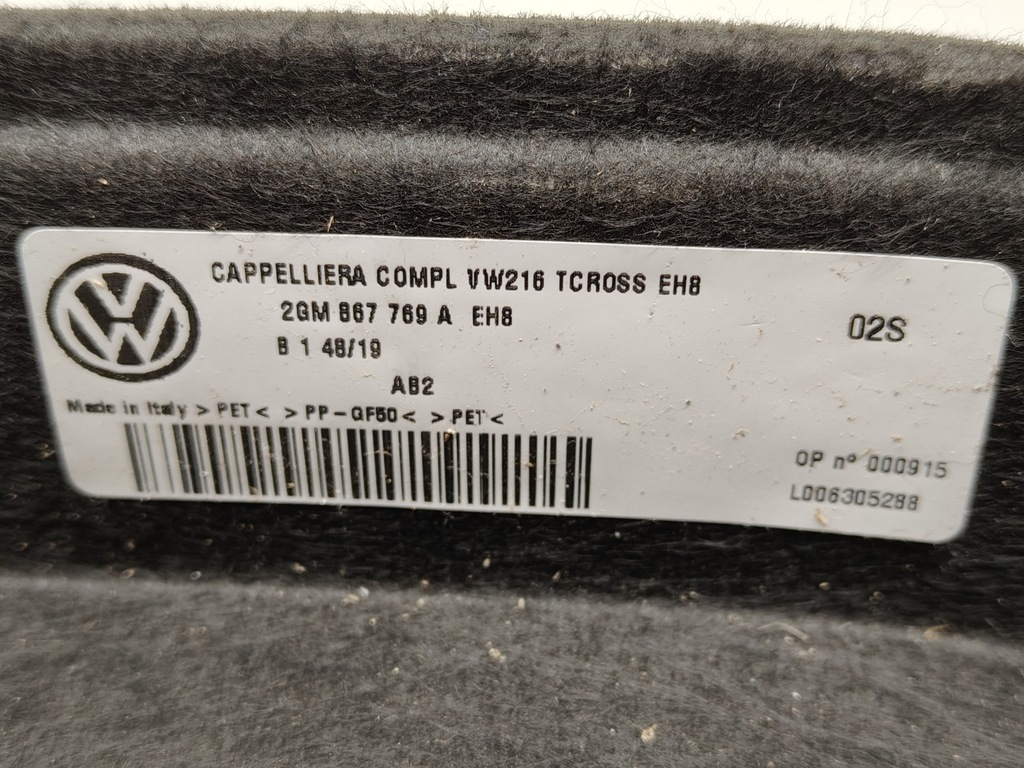 CAPPELLIERA COMPL VW216 TCROSS EH8
2GM 867 769 A EH8
02S
B 1 48/19
AB2
Made in Italy >PET< >PP-GF50< >PET<
OP nº 000915
L006305288